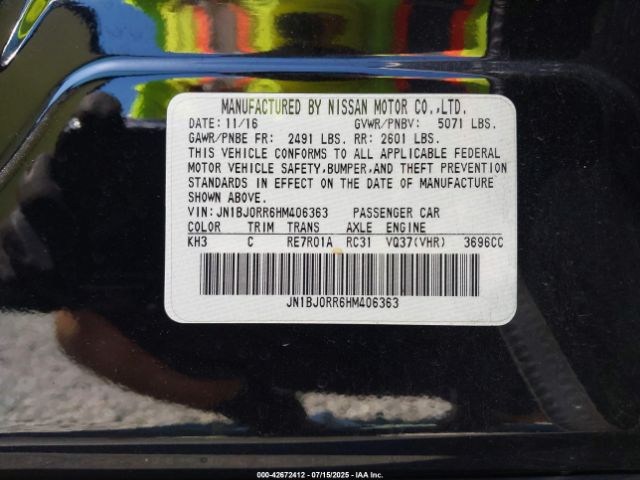 MANUFACTURED BY NISSAN MOTOR CO.,LTD.
DATE: 11/16 GVWR/PNBV: 5071 LBS.
GAWR/PNBE FR: 2491 LBS. RR: 2601 LBS.
THIS VEHICLE CONFORMS TO ALL APPLICABLE FEDERAL
MOTOR VEHICLE SAFETY,BUMPER,AND THEFT PREVENTION
STANDARDS IN EFFECT ON THE DATE OF MANUFACTURE
SHOWN ABOVE.
VIN: JN1BJ0RR6HM406363 PASSENGER CAR
COLOR TRIM TRANS AXLE ENGINE
KH3 C RE7R01A RC31 VQ37(VHR) 3696CC
JN1BJ0RR6HM406363
000-42672412 - 07/15/2025 - IAA Inc.